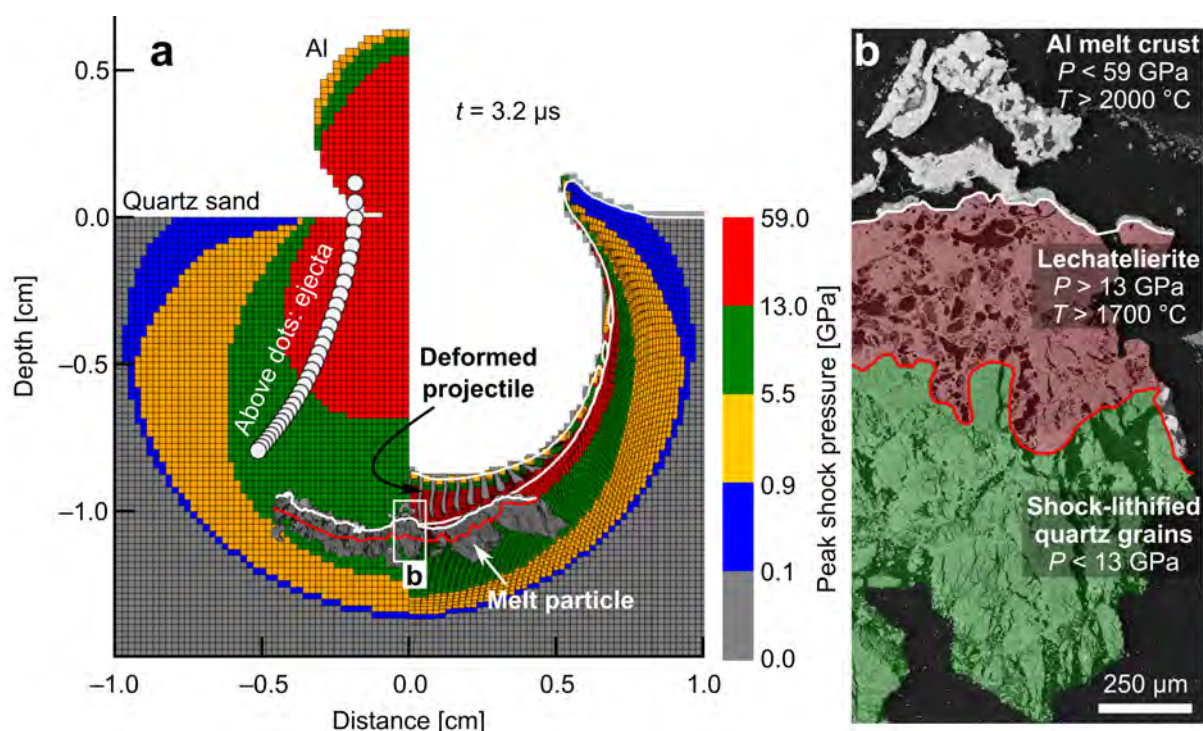 a
Al
t = 3.2 µs
Quartz sand
Above dots: ejecta
Deformed
projectile
b
Melt particle
0.5
0.0
–0.5
–1.0
Depth [cm]
–1.0
–0.5
0.0
0.5
1.0
Distance [cm]
59.0
13.0
5.5
0.9
0.1
0.0
Peak shock pressure [GPa]
b
Al melt crust
P < 59 GPa
T > 2000 °C
Lechatelierite
P > 13 GPa
T > 1700 °C
Shock-lithified
quartz grains
P < 13 GPa
250 µm